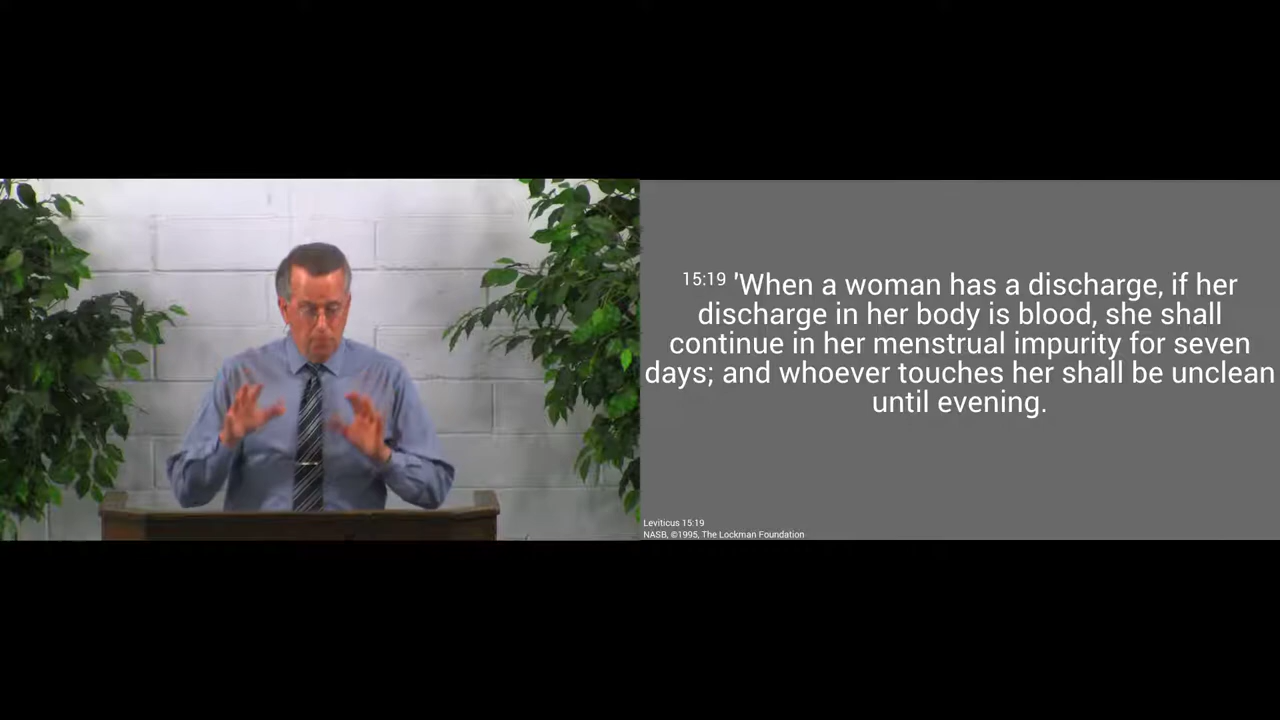 15:19 'When a woman has a discharge, if her
discharge in her body is blood, she shall
continue in her menstrual impurity for seven
days; and whoever touches her shall be unclean
until evening.
Leviticus 15:19
NASB, ©1995, The Lockman Foundation